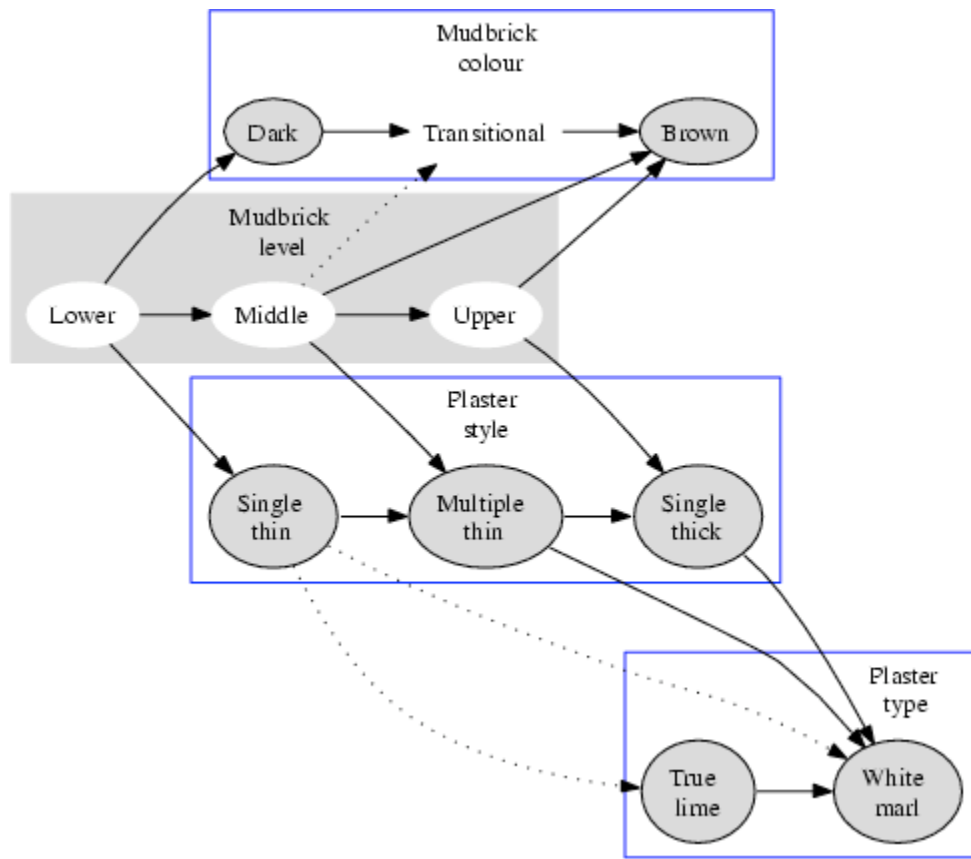 Mudbrick
colour
Dark
Transitional
Brown
Mudbrick
level
Lower
Middle
Upper
Plaster
style
Single
thin
Multiple
thin
Single
thick
Plaster
type
True
lime
White
marl